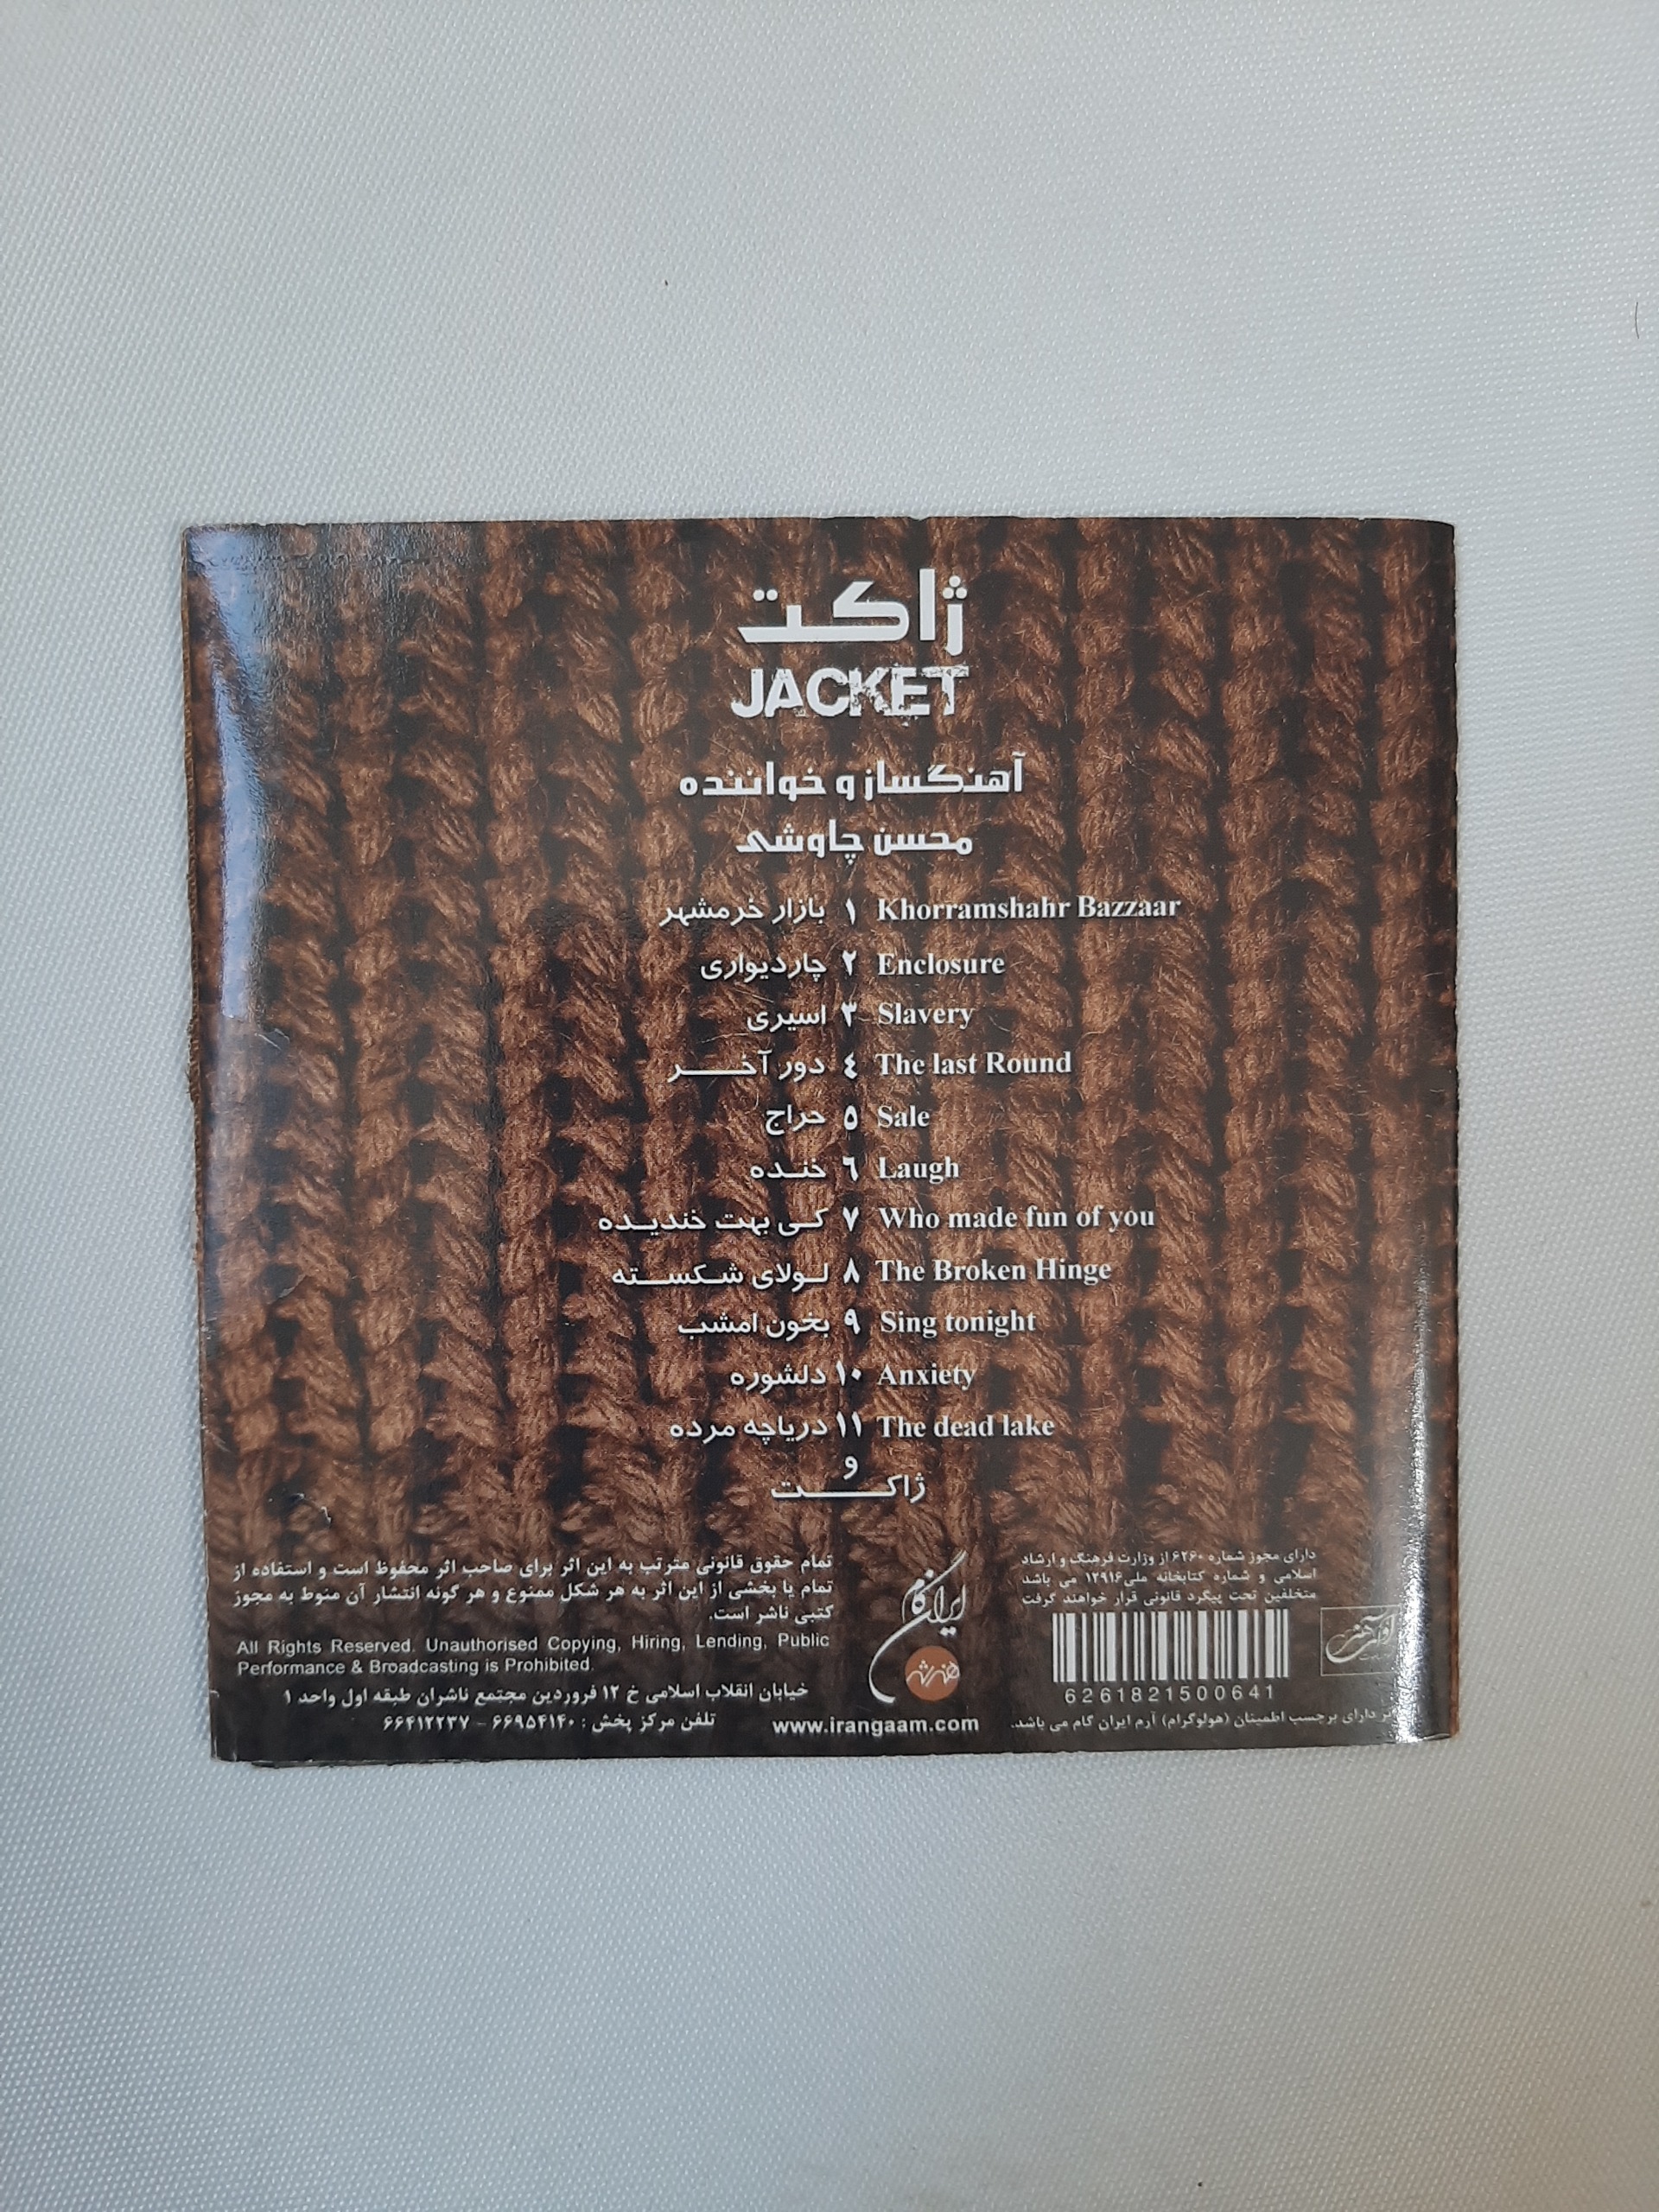 ژاکت
JACKET
آهنگساز و خواننده
محسن چاوشی
بازار خرمشهر ۱ Khorramshahr Bazzaar
چاردیواری ۲ Enclosure
اسیری ۳ Slavery
دور آخر ٤ The last Round
حراج ۵ Sale
خنده ٦ Laugh
کی بهت خندیده ۷ Who made fun of you
لولای شکسته ۸ The Broken Hinge
بخون امشب ۹ Sing tonight
دلشوره ۱۰ Anxiety
دریاچه مرده ۱۱ The dead lake
و
ژاکت
تمام حقوق قانونی مترتب به این اثر برای صاحب اثر محفوظ است و استفاده از
تمام یا بخشی از این اثر به هر شکل ممنوع و هر گونه انتشار آن منوط به مجوز
کتبی ناشر است.
All Rights Reserved. Unauthorised Copying, Hiring, Lending, Public
Performance & Broadcasting is Prohibited.
خیابان انقلاب اسلامی خ ۱۲ فروردین مجتمع ناشران طبقه اول واحد ۱
تلفن مرکز پخش : ۶۶۹۵۴۱۴۰ - ۶۶۴۱۲۲۳۷
ایران گام
www.irangaam.com
دارای مجوز شماره ۶۲۶۰ از وزارت فرهنگ و ارشاد
اسلامی و شماره کتابخانه ملی ۱۲۹۱۶ می باشد
متخلفین تحت پیگرد قانونی قرار خواهند گرفت
6261821500641
دارای برچسب اطمینان (هولوگرام) آرم ایران گام می باشد.